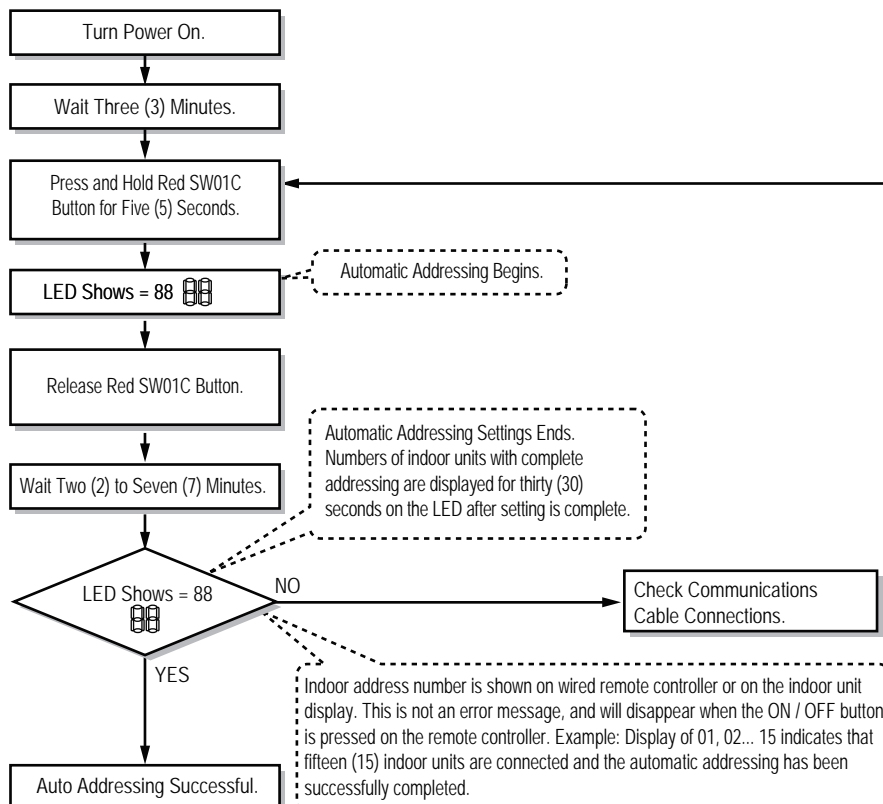 Turn Power On.
Wait Three (3) Minutes.
Press and Hold Red SW01C
Button for Five (5) Seconds.
LED Shows = 88 88
Automatic Addressing Begins.
Release Red SW01C Button.
Automatic Addressing Settings Ends.
Numbers of indoor units with complete
addressing are displayed for thirty (30)
seconds on the LED after setting is complete.
Wait Two (2) to Seven (7) Minutes.
LED Shows = 88
88
NO
Check Communications
Cable Connections.
YES
Indoor address number is shown on wired remote controller or on the indoor unit
display. This is not an error message, and will disappear when the ON / OFF button
is pressed on the remote controller. Example: Display of 01, 02... 15 indicates that
fifteen (15) indoor units are connected and the automatic addressing has been
successfully completed.
Auto Addressing Successful.